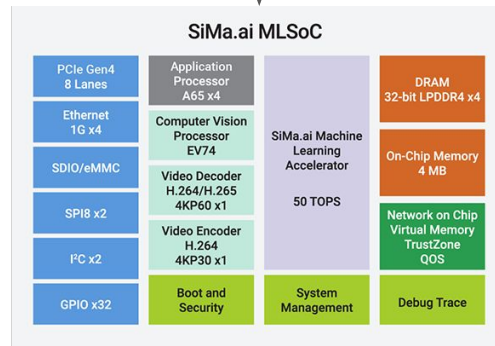 SiMa.ai MLSoC
PCIe Gen4
8 Lanes
Ethernet
1G x4
SDIO/eMMC
SPI8 x2
I²C x2
GPIO x32
Application
Processor
A65 x4
Computer Vision
Processor
EV74
Video Decoder
H.264/H.265
4KP60 x1
Video Encoder
H.264
4KP30 x1
Boot and
Security
SiMa.ai Machine
Learning
Accelerator
50 TOPS
System
Management
DRAM
32-bit LPDDR4 x4
On-Chip Memory
4 MB
Network on Chip
Virtual Memory
TrustZone
QOS
Debug Trace